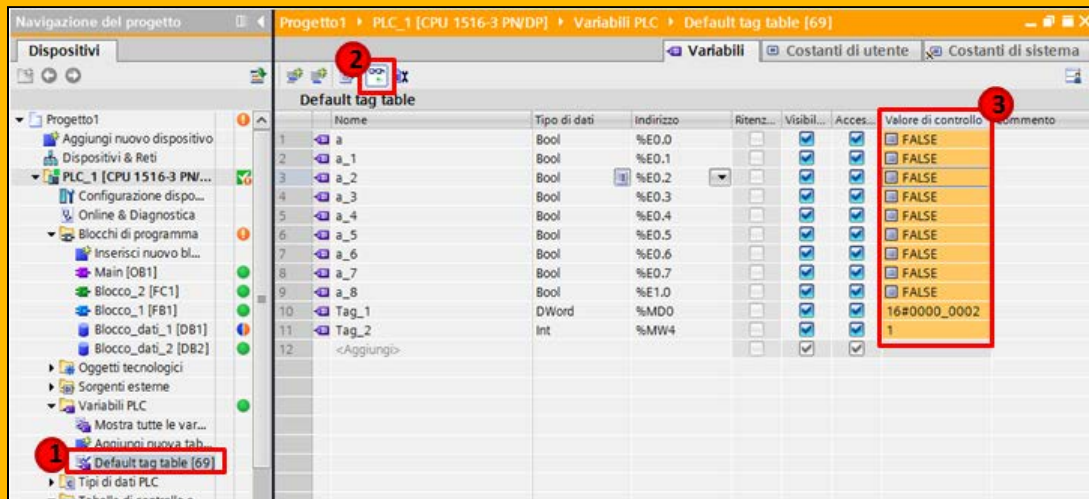 Navigazione del progetto
Progetto1 ▸ PLC_1 [CPU 1516-3 PN/DP] ▸ Variabili PLC ▸ Default tag table [69]
Dispositivi
Variabili
Costanti di utente
Costanti di sistema
2
Default tag table
3
Nome Tipo di dati Indirizzo Ritenz... Visibil... Acces... Valore di controllo Commento
1 a Bool %E0.0 FALSE
2 a_1 Bool %E0.1 FALSE
3 a_2 Bool %E0.2 FALSE
4 a_3 Bool %E0.3 FALSE
5 a_4 Bool %E0.4 FALSE
6 a_5 Bool %E0.5 FALSE
7 a_6 Bool %E0.6 FALSE
8 a_7 Bool %E0.7 FALSE
9 a_8 Bool %E1.0 FALSE
10 Tag_1 DWord %MD0 16#0000_0002
11 Tag_2 Int %MW4 1
12 <Aggiungi>
Progetto1
Aggiungi nuovo dispositivo
Dispositivi & Reti
PLC_1 [CPU 1516-3 PN/...
Configurazione dispo...
Online & Diagnostica
Blocchi di programma
Inserisci nuovo bl...
Main [OB1]
Blocco_2 [FC1]
Blocco_1 [FB1]
Blocco_dati_1 [DB1]
Blocco_dati_2 [DB2]
Oggetti tecnologici
Sorgenti esterne
Variabili PLC
Mostra tutte le var...
Aggiungi nuova tab...
1
Default tag table [69]
Tipi di dati PLC